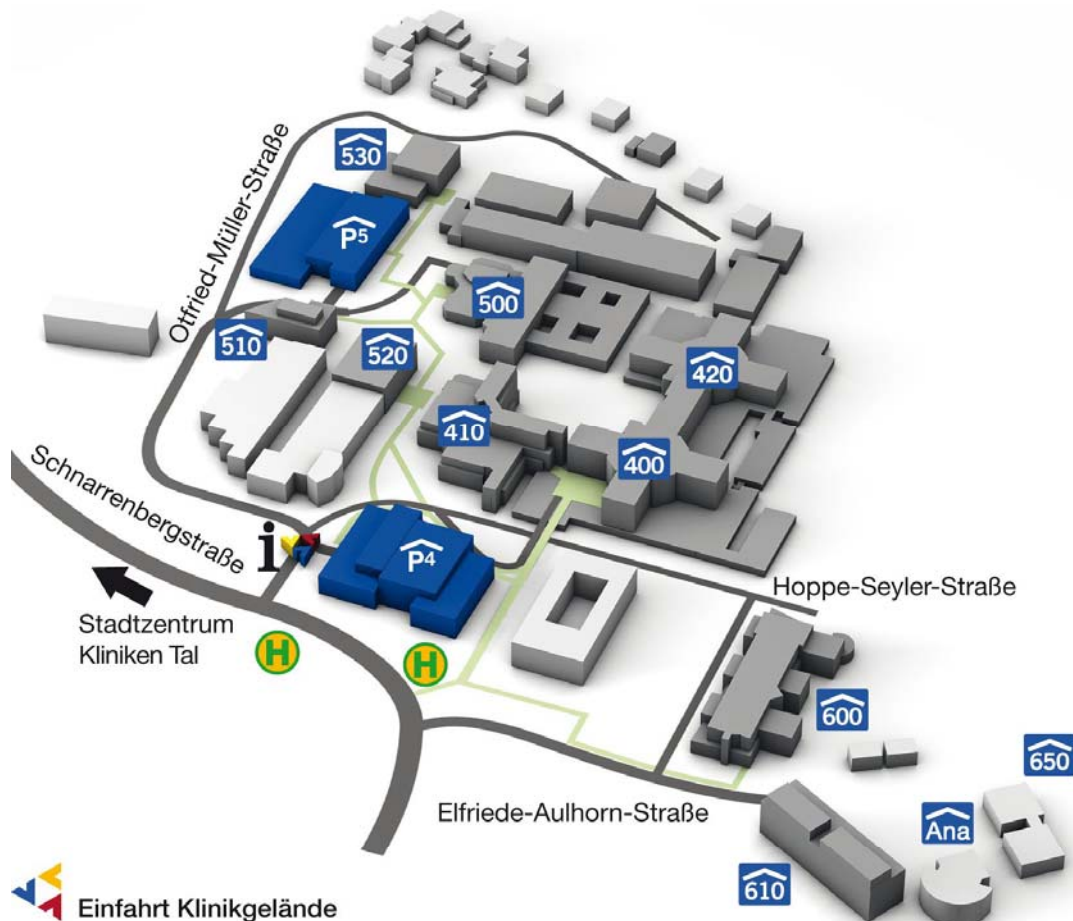 530
Otfried-Müller-Straße
P5
500
510
520
420
410
400
Schnarrenbergstraße
i
P4
Hoppe-Seyler-Straße
Stadtzentrum
Kliniken Tal
H
H
600
650
Elfriede-Aulhorn-Straße
Ana
610
Einfahrt Klinikgelände